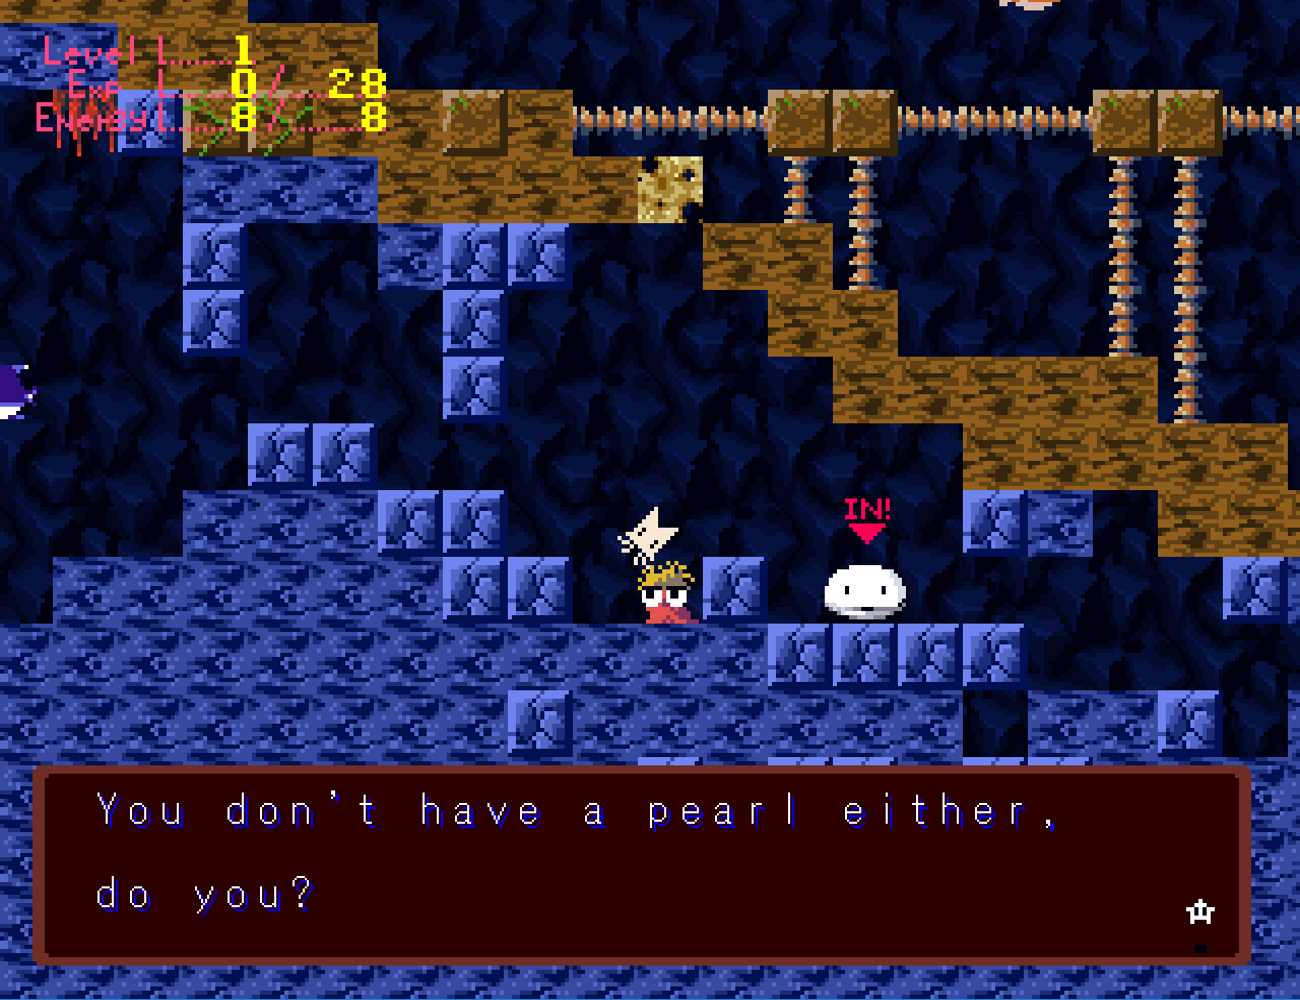 Level l......1
Exp l 0/ 28
Energy l 8/ 8
IN!
You don't have a pearl either,
do you?